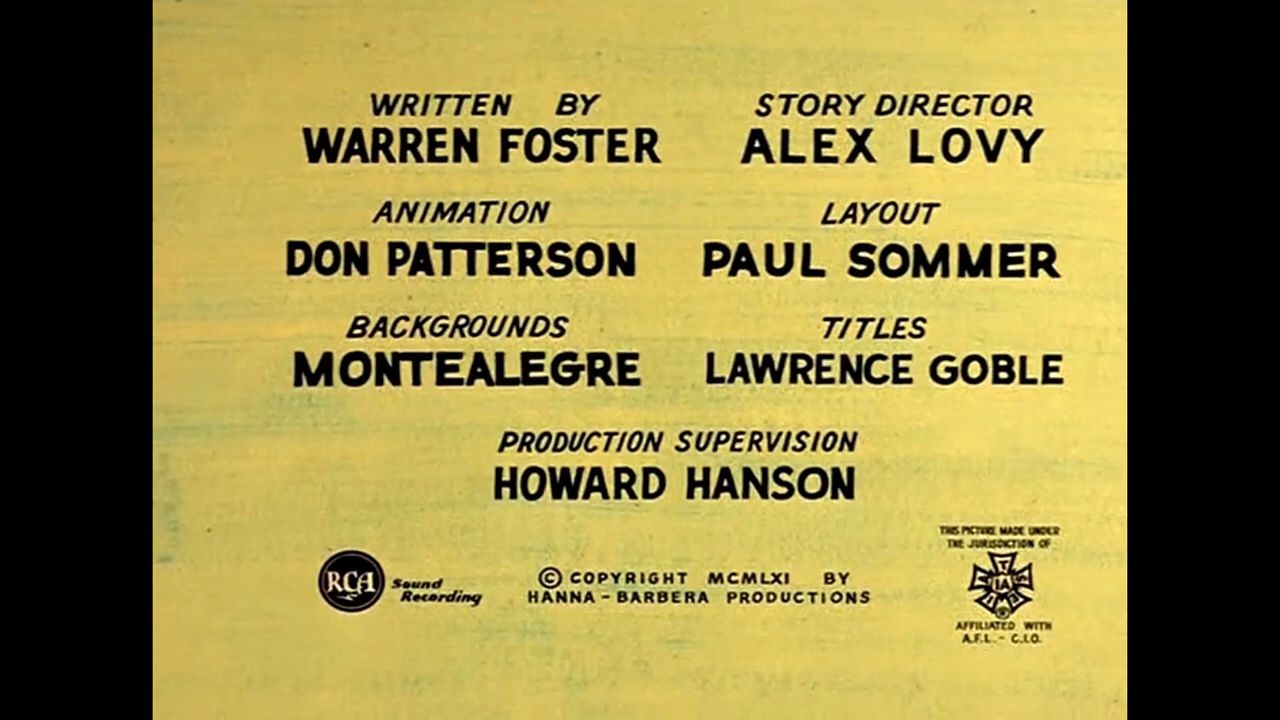 WRITTEN BY
WARREN FOSTER
STORY DIRECTOR
ALEX LOVY
ANIMATION
DON PATTERSON
LAYOUT
PAUL SOMMER
BACKGROUNDS
MONTEALEGRE
TITLES
LAWRENCE GOBLE
PRODUCTION SUPERVISION
HOWARD HANSON
RCA Sound
Recording
© COPYRIGHT MCMLXI BY
HANNA-BARBERA PRODUCTIONS
THIS PICTURE MADE UNDER
THE JURISDICTION OF
IATSE
AFFILIATED WITH
A.F.L. - C.I.O.